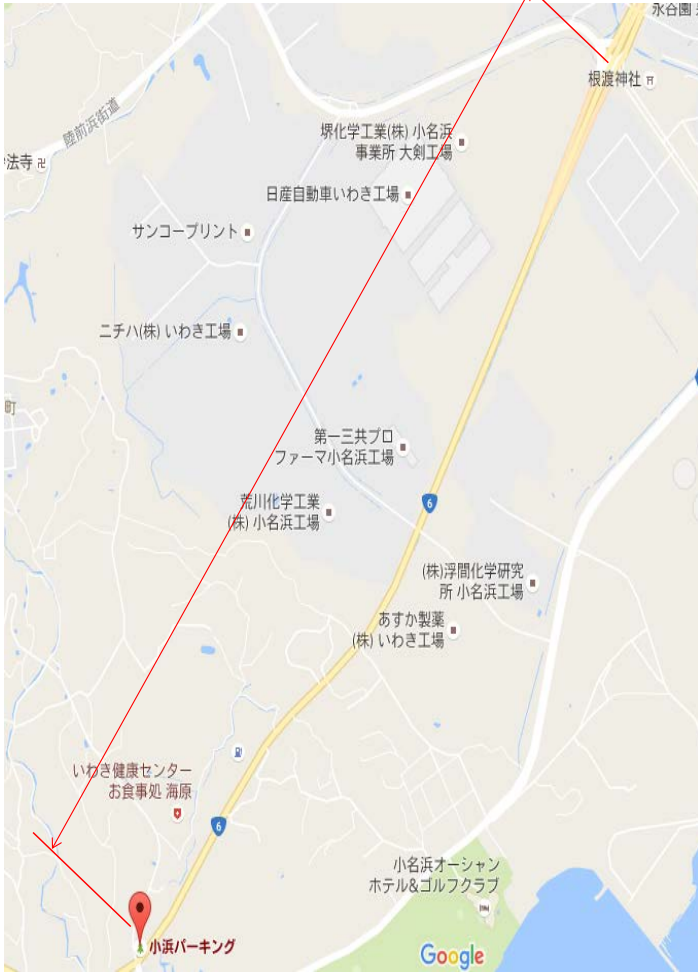 永谷園
根渡神社
陸前浜街道
堺化学工業(株) 小名浜
事業所 大剣工場
法寺
日産自動車いわき工場
サンコープリント
ニチハ(株) いわき工場
町
第一三共プロ
ファーマ小名浜工場
6
荒川化学工業
(株) 小名浜工場
(株)浮間化学研究
所 小名浜工場
あすか製薬
(株) いわき工場
いわき健康センター
お食事処 海原
6
小名浜オーシャン
ホテル&ゴルフクラブ
小浜パーキング
Google